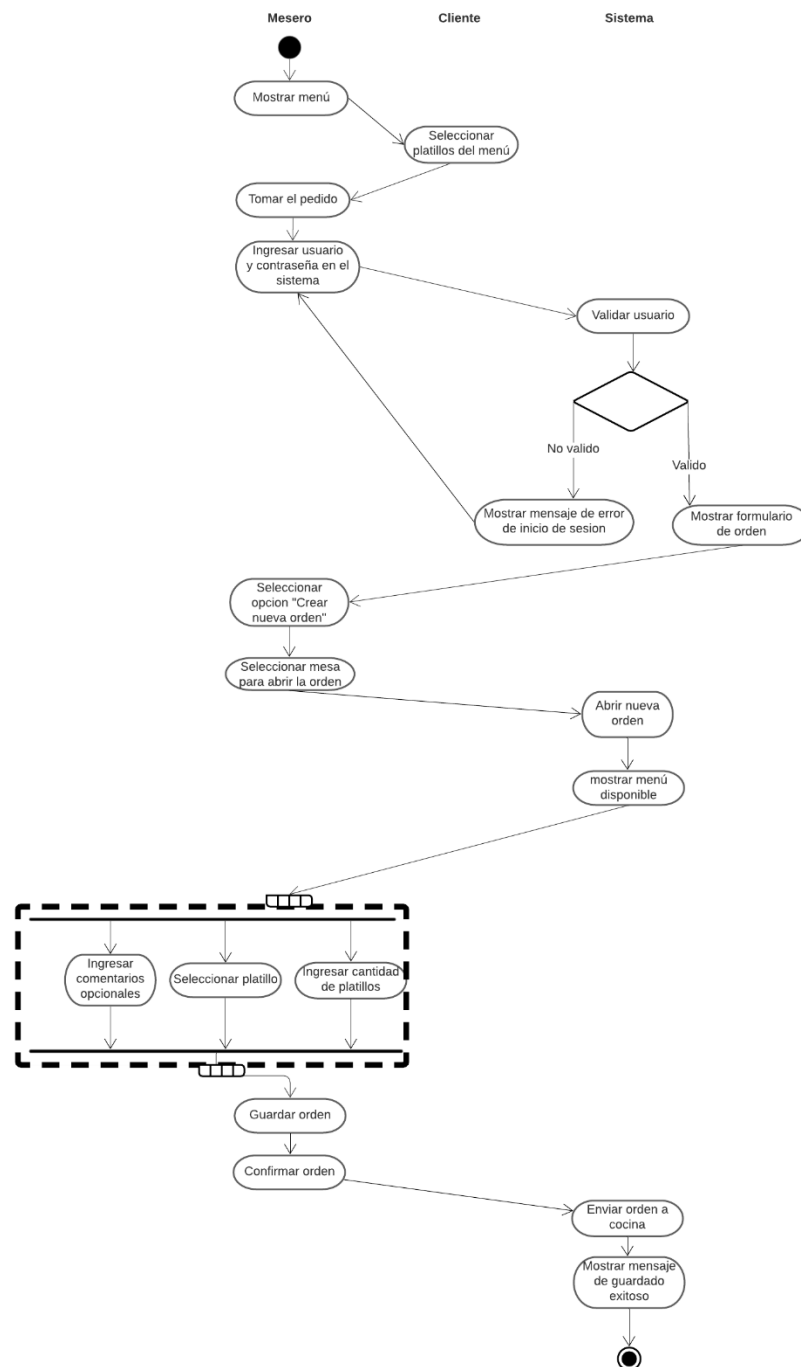 Mesero
Cliente
Sistema
Mostrar menú
Seleccionar
platillos del menú
Tomar el pedido
Ingresar usuario
y contraseña en el
sistema
Validar usuario
No valido
Valido
Mostrar mensaje de error
de inicio de sesion
Mostrar formulario
de orden
Seleccionar
opcion "Crear
nueva orden"
Seleccionar mesa
para abrir la orden
Abrir nueva
orden
mostrar menú
disponible
Ingresar
comentarios
opcionales
Seleccionar platillo
Ingresar cantidad
de platillos
Guardar orden
Confirmar orden
Enviar orden a
cocina
Mostrar mensaje
de guardado
exitoso